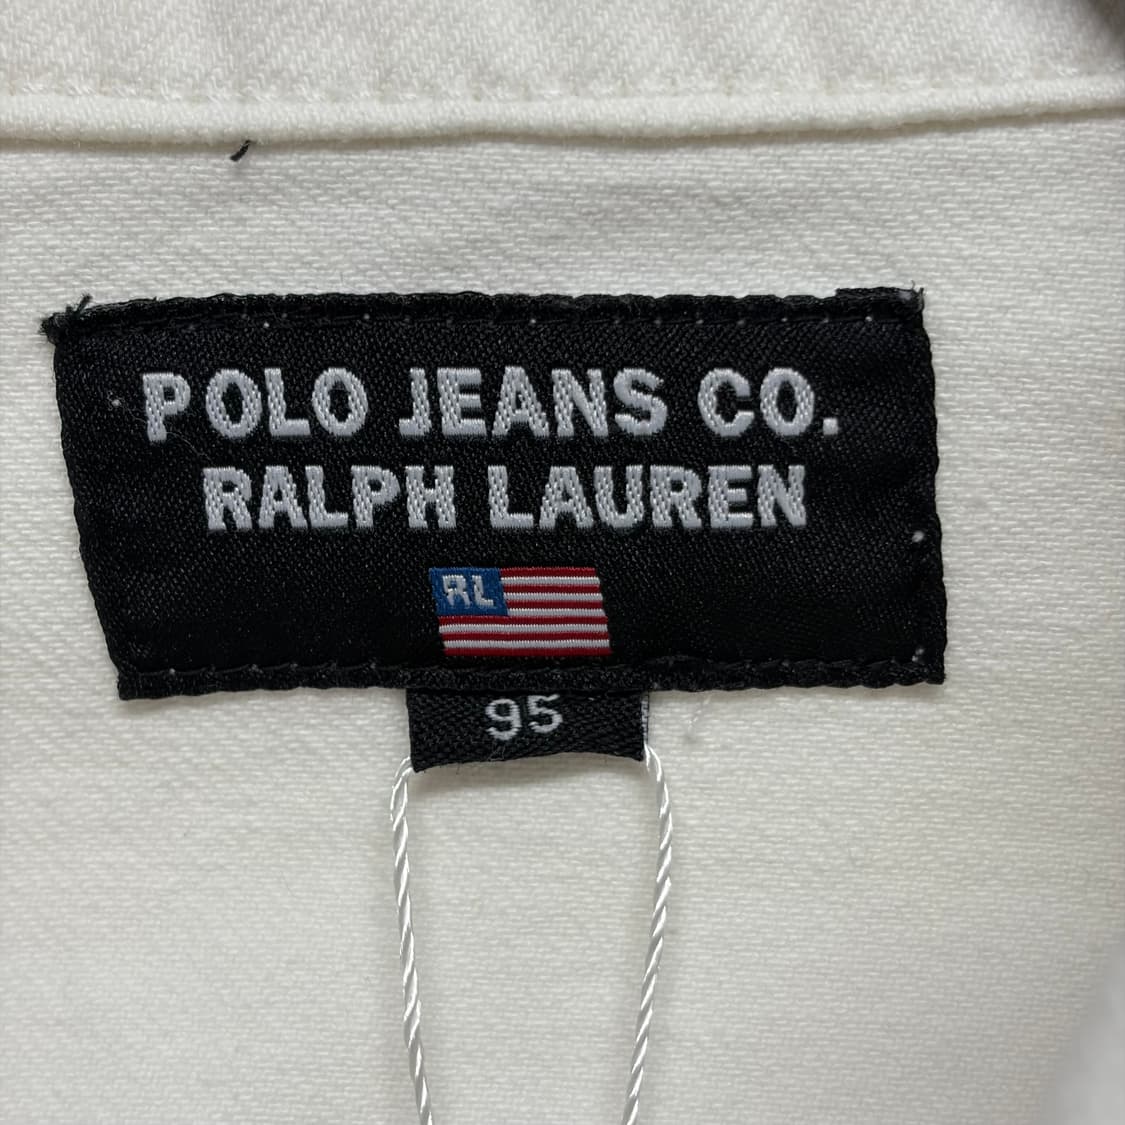 POLO JEANS CO.
RALPH LAUREN
RL
95